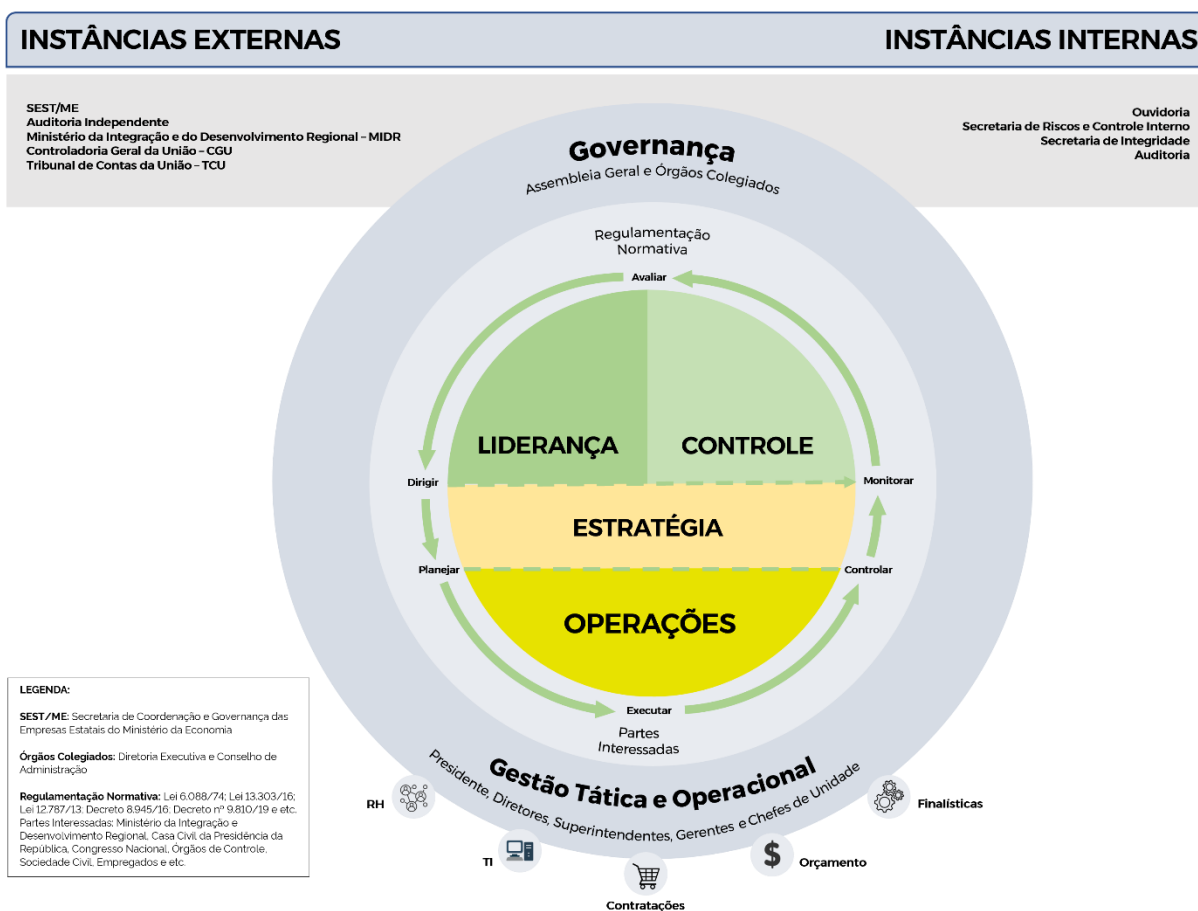 INSTÂNCIAS EXTERNAS
INSTÂNCIAS INTERNAS
SEST/ME
Auditoria Independente
Ministério da Integração e do Desenvolvimento Regional – MIDR
Controladoria Geral da União – CGU
Tribunal de Contas da União – TCU
Ouvidoria
Secretaria de Riscos e Controle Interno
Secretaria de Integridade
Auditoria
Governança
Assembleia Geral e Órgãos Colegiados
Regulamentação
Normativa
Avaliar
LIDERANÇA
CONTROLE
Dirigir
Monitorar
ESTRATÉGIA
Planejar
Controlar
OPERAÇÕES
Executar
Partes
Interessadas
Gestão Tática e Operacional
Presidente, Diretores, Superintendentes, Gerentes e Chefes de Unidade
RH
TI
Contratações
$
Orçamento
Finalísticas
LEGENDA:
SEST/ME: Secretaria de Coordenação e Governança das
Empresas Estatais do Ministério da Economia
Órgãos Colegiados: Diretoria Executiva e Conselho de
Administração
Regulamentação Normativa: Lei 6.088/74; Lei 13.303/16;
Lei 12.787/13; Decreto 8.945/16; Decreto nº 9.810/19 e etc.
Partes Interessadas: Ministério da Integração e
Desenvolvimento Regional, Casa Civil da Presidência da
República, Congresso Nacional, Órgãos de Controle,
Sociedade Civil, Empregados e etc.